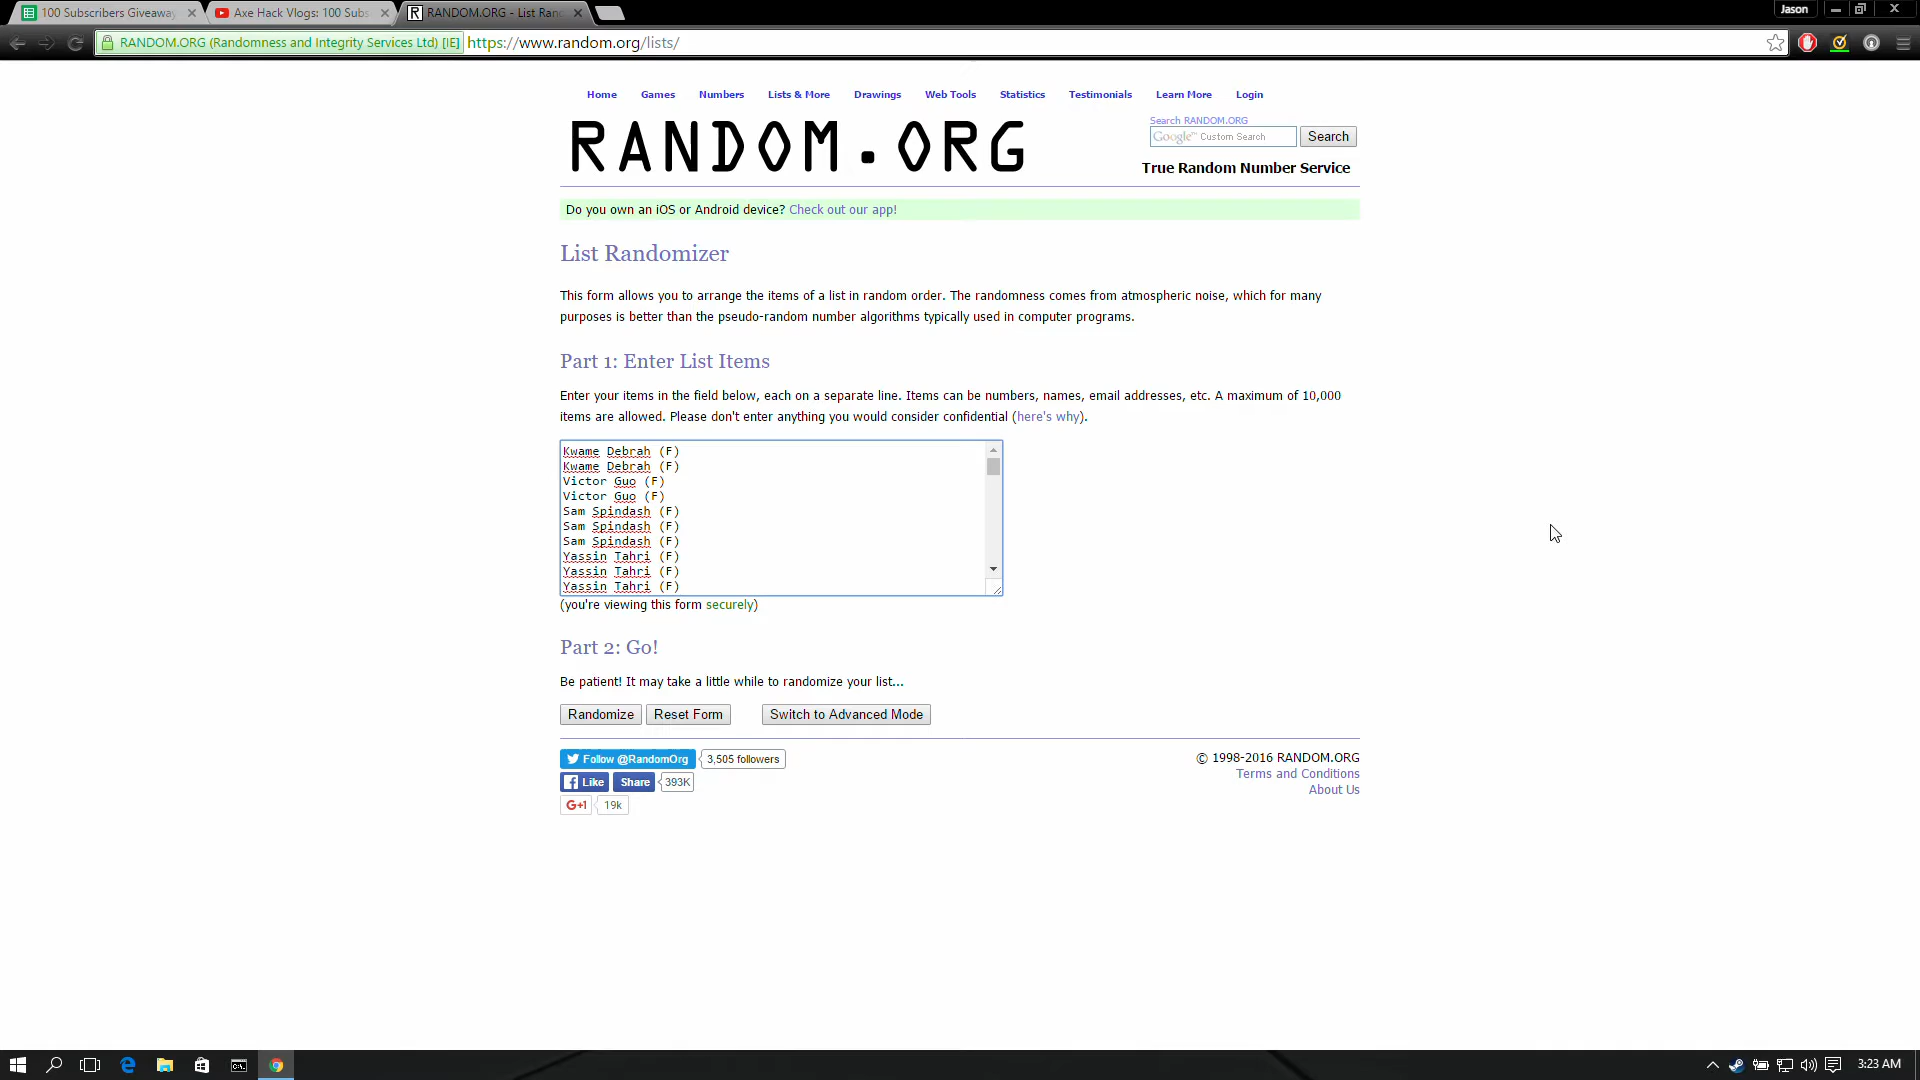 100 Subscribers Giveaway
Axe Hack Vlogs: 100 Subs
RANDOM.ORG - List Ran
Jason
RANDOM.ORG (Randomness and Integrity Services Ltd) [IE] https://www.random.org/lists/
Home Games Numbers Lists & More Drawings Web Tools Statistics Testimonials Learn More Login
RANDOM.ORG
Search RANDOM.ORG
Google™ Custom Search Search
True Random Number Service
Do you own an iOS or Android device? Check out our app!
List Randomizer
This form allows you to arrange the items of a list in random order. The randomness comes from atmospheric noise, which for many
purposes is better than the pseudo-random number algorithms typically used in computer programs.
Part 1: Enter List Items
Enter your items in the field below, each on a separate line. Items can be numbers, names, email addresses, etc. A maximum of 10,000
items are allowed. Please don't enter anything you would consider confidential (here's why).
Kwame Debrah (F)
Kwame Debrah (F)
Victor Guo (F)
Victor Guo (F)
Sam Spindash (F)
Sam Spindash (F)
Sam Spindash (F)
Yassin Tahri (F)
Yassin Tahri (F)
Yassin Tahri (F)
(you're viewing this form securely)
Part 2: Go!
Be patient! It may take a little while to randomize your list...
Randomize Reset Form Switch to Advanced Mode
Follow @RandomOrg 3,505 followers
Like Share 393K
G+1 19k
© 1998-2016 RANDOM.ORG
Terms and Conditions
About Us
3:23 AM